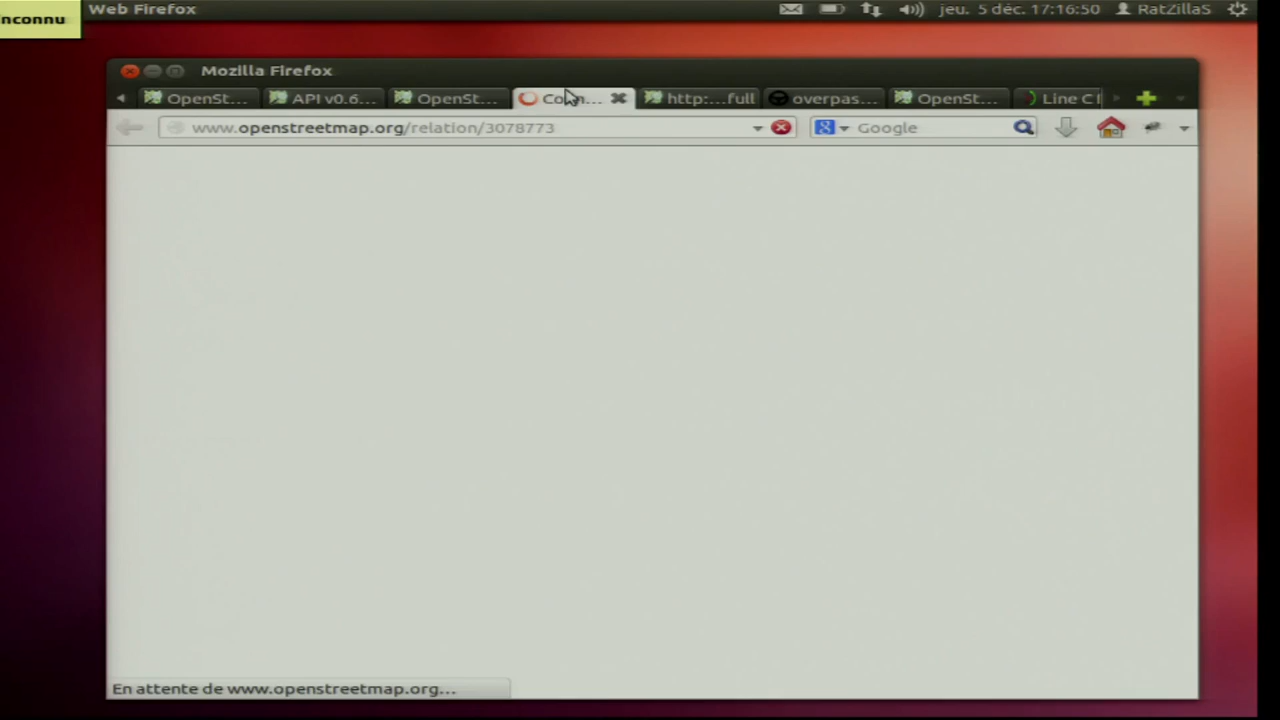 nconnu
Web Firefox
jeu. 5 déc. 17:16:50 RatZillaS
Mozilla Firefox
OpenSt... API v0.6... OpenSt... Co http:...full overpas... OpenSt... Line C
www.openstreetmap.org/relation/3078773 Google
En attente de www.openstreetmap.org...